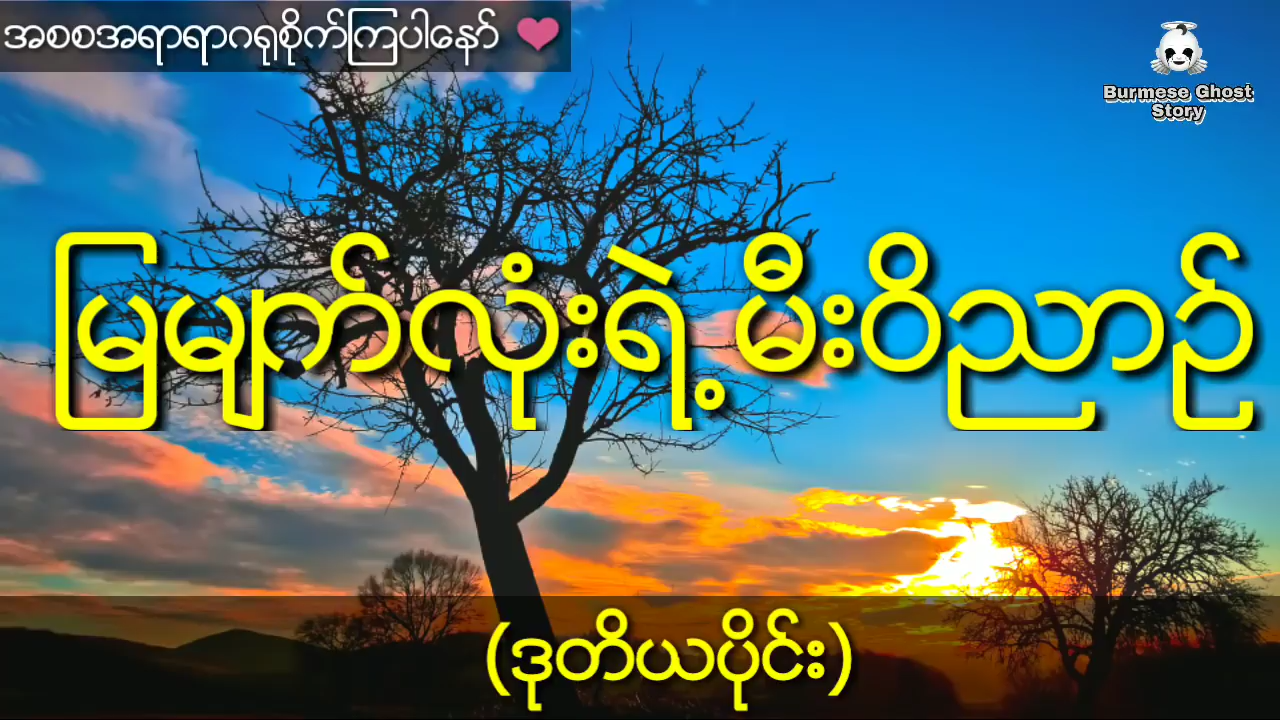 အစစအရာရာဂရုစိုက်ကြပါနော် ❤
Burmese Ghost
Story
မြမျက်လုံးရဲ့မီးဝိညာဉ်
(ဒုတိယပိုင်း)